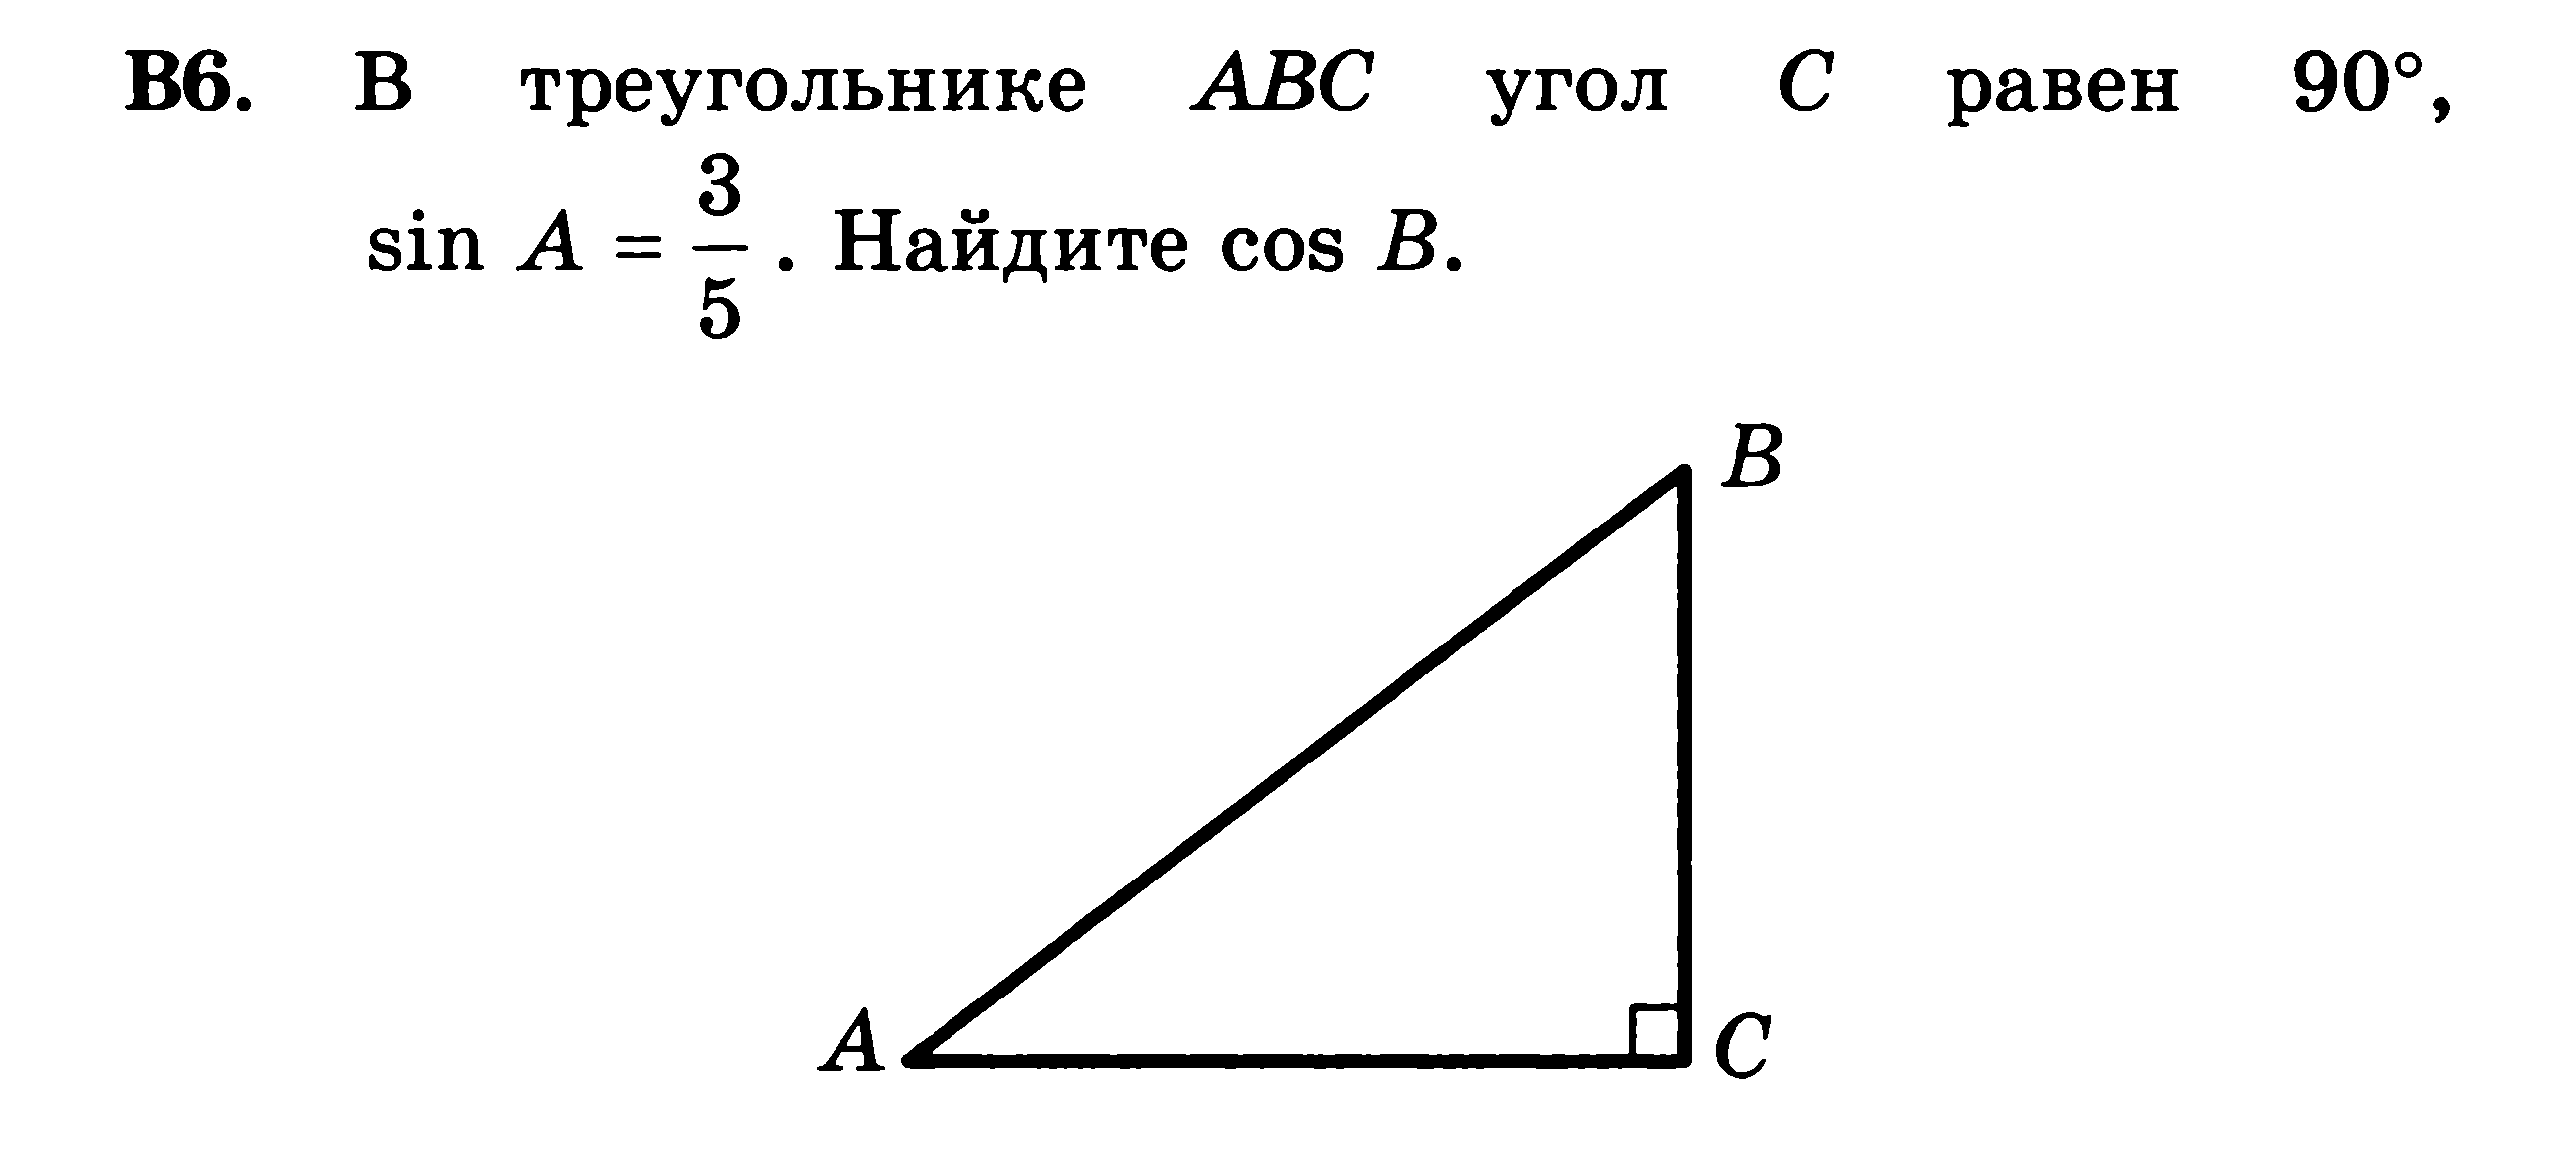 В6. В треугольнике ABC угол C равен 90°,
sin A = 3/5 . Найдите cos B.
B
A
C